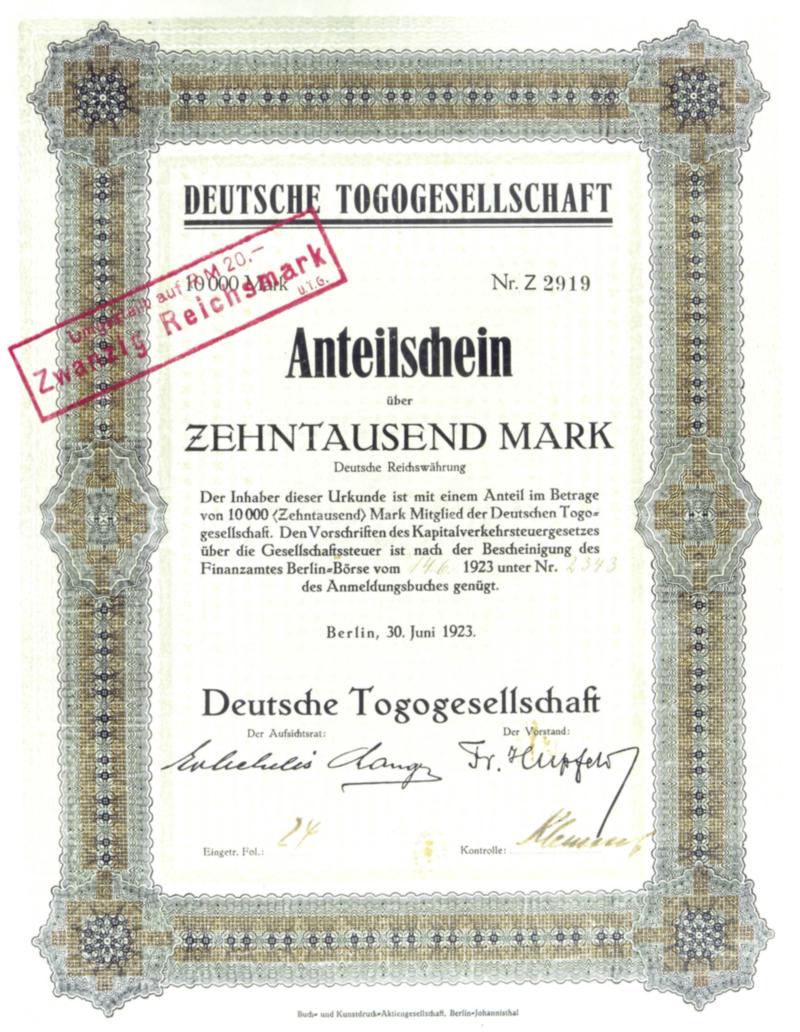 DEUTSCHE TOGOGESELLSCHAFT
10000 Mark
Nr. Z 2919
Umgestellt auf RM 20.–
Zwanzig Reichsmark
U.T.G.
Anteilschein
über
ZEHNTAUSEND MARK
Deutsche Reichswährung
Der Inhaber dieser Urkunde ist mit einem Anteil im Betrage
von 10000 (Zehntausend) Mark Mitglied der Deutschen Togo-
gesellschaft. Den Vorschriften des Kapitalverkehrsteuergesetzes
über die Gesellschaftssteuer ist nach der Bescheinigung des
Finanzamtes Berlin-Börse vom 14.6. 1923 unter Nr. 2343
des Anmeldungsbuches genügt.
Berlin, 30. Juni 1923.
Deutsche Togogesellschaft
Der Aufsichtsrat:
Der Vorstand:
Fr. Hupfeld
Eingetr. Fol.: 24
Kontrolle:
Buch- und Kunstdruck-Aktiengesellschaft, Berlin-Johannisthal